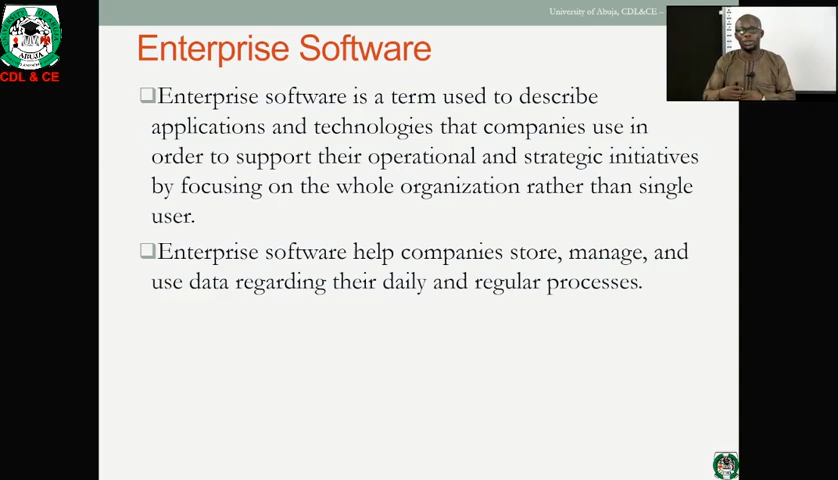 University of Abuja, CDL&CE –
ABUJA
CDL & CE
Enterprise Software
Enterprise software is a term used to describe
applications and technologies that companies use in
order to support their operational and strategic initiatives
by focusing on the whole organization rather than single
user.
Enterprise software help companies store, manage, and
use data regarding their daily and regular processes.